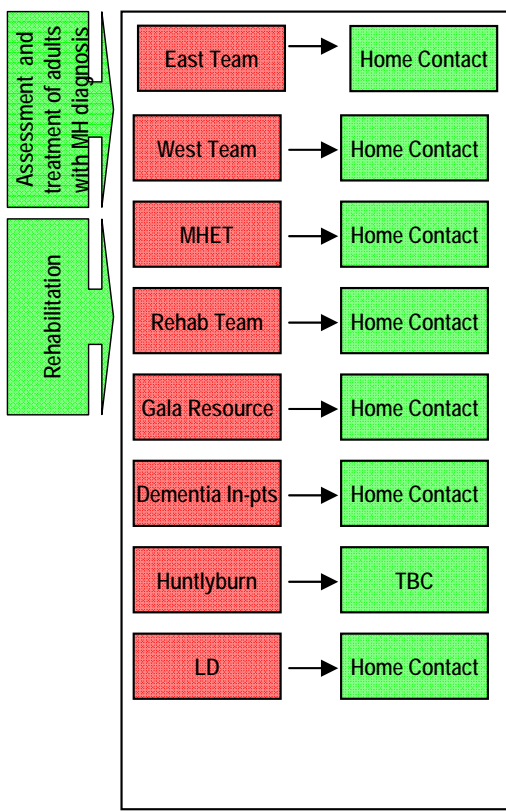 Assessment and
treatment of adults
with MH diagnosis
Rehabilitation
East Team
Home Contact
West Team
Home Contact
MHET
Home Contact
Rehab Team
Home Contact
Gala Resource
Home Contact
Dementia In-pts
Home Contact
Huntlyburn
TBC
LD
Home Contact